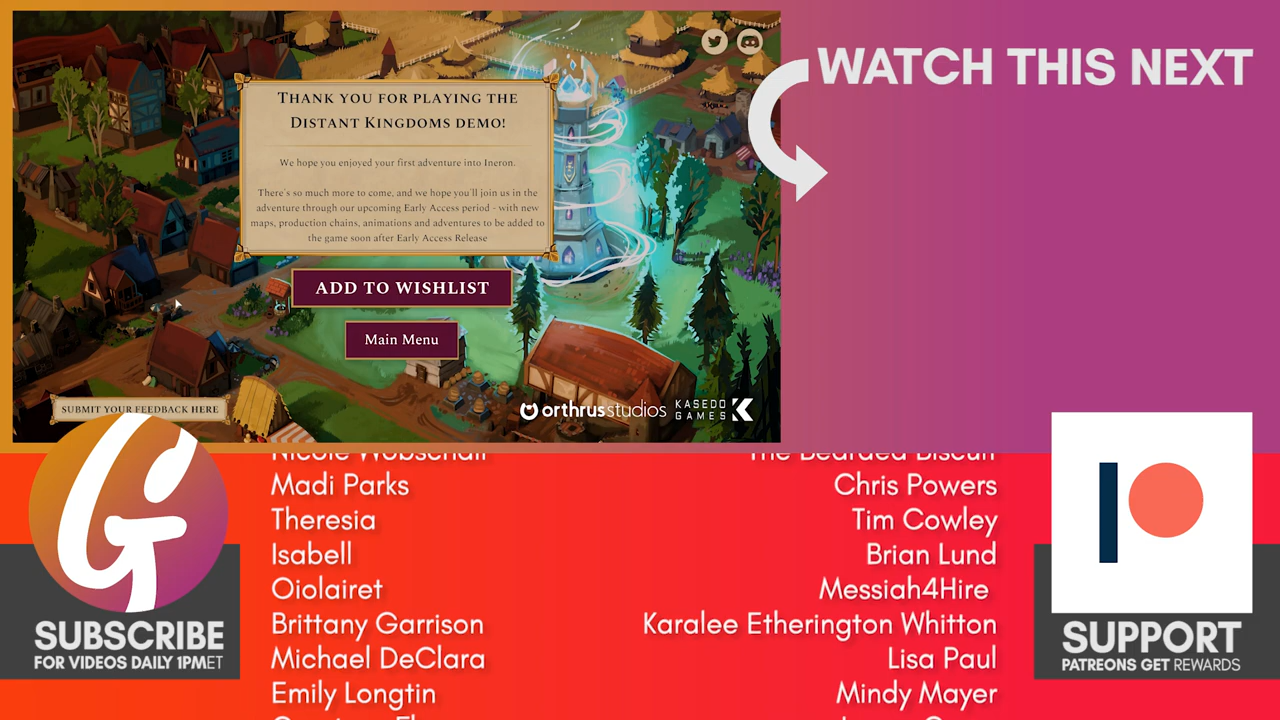 WATCH THIS NEXT
THANK YOU FOR PLAYING THE
DISTANT KINGDOMS DEMO!
We hope you enjoyed your first adventure into Ineron.
There's so much more to come, and we hope you'll join us in the
adventure through our upcoming Early Access period - with new
maps, production chains, animations and adventures to be added to
the game soon after Early Access Release
ADD TO WISHLIST
Main Menu
SUBMIT YOUR FEEDBACK HERE
orthrusstudios
KASEDO
GAMES
Nicole Wobschall
Madi Parks
Theresia
Isabell
Oiolairet
Brittany Garrison
Michael DeClara
Emily Longtin
The Bearded Biscuit
Chris Powers
Tim Cowley
Brian Lund
Messiah4Hire
Karalee Etherington Whitton
Lisa Paul
Mindy Mayer
G
SUBSCRIBE
FOR VIDEOS DAILY 1PMET
SUPPORT
PATREONS GET REWARDS